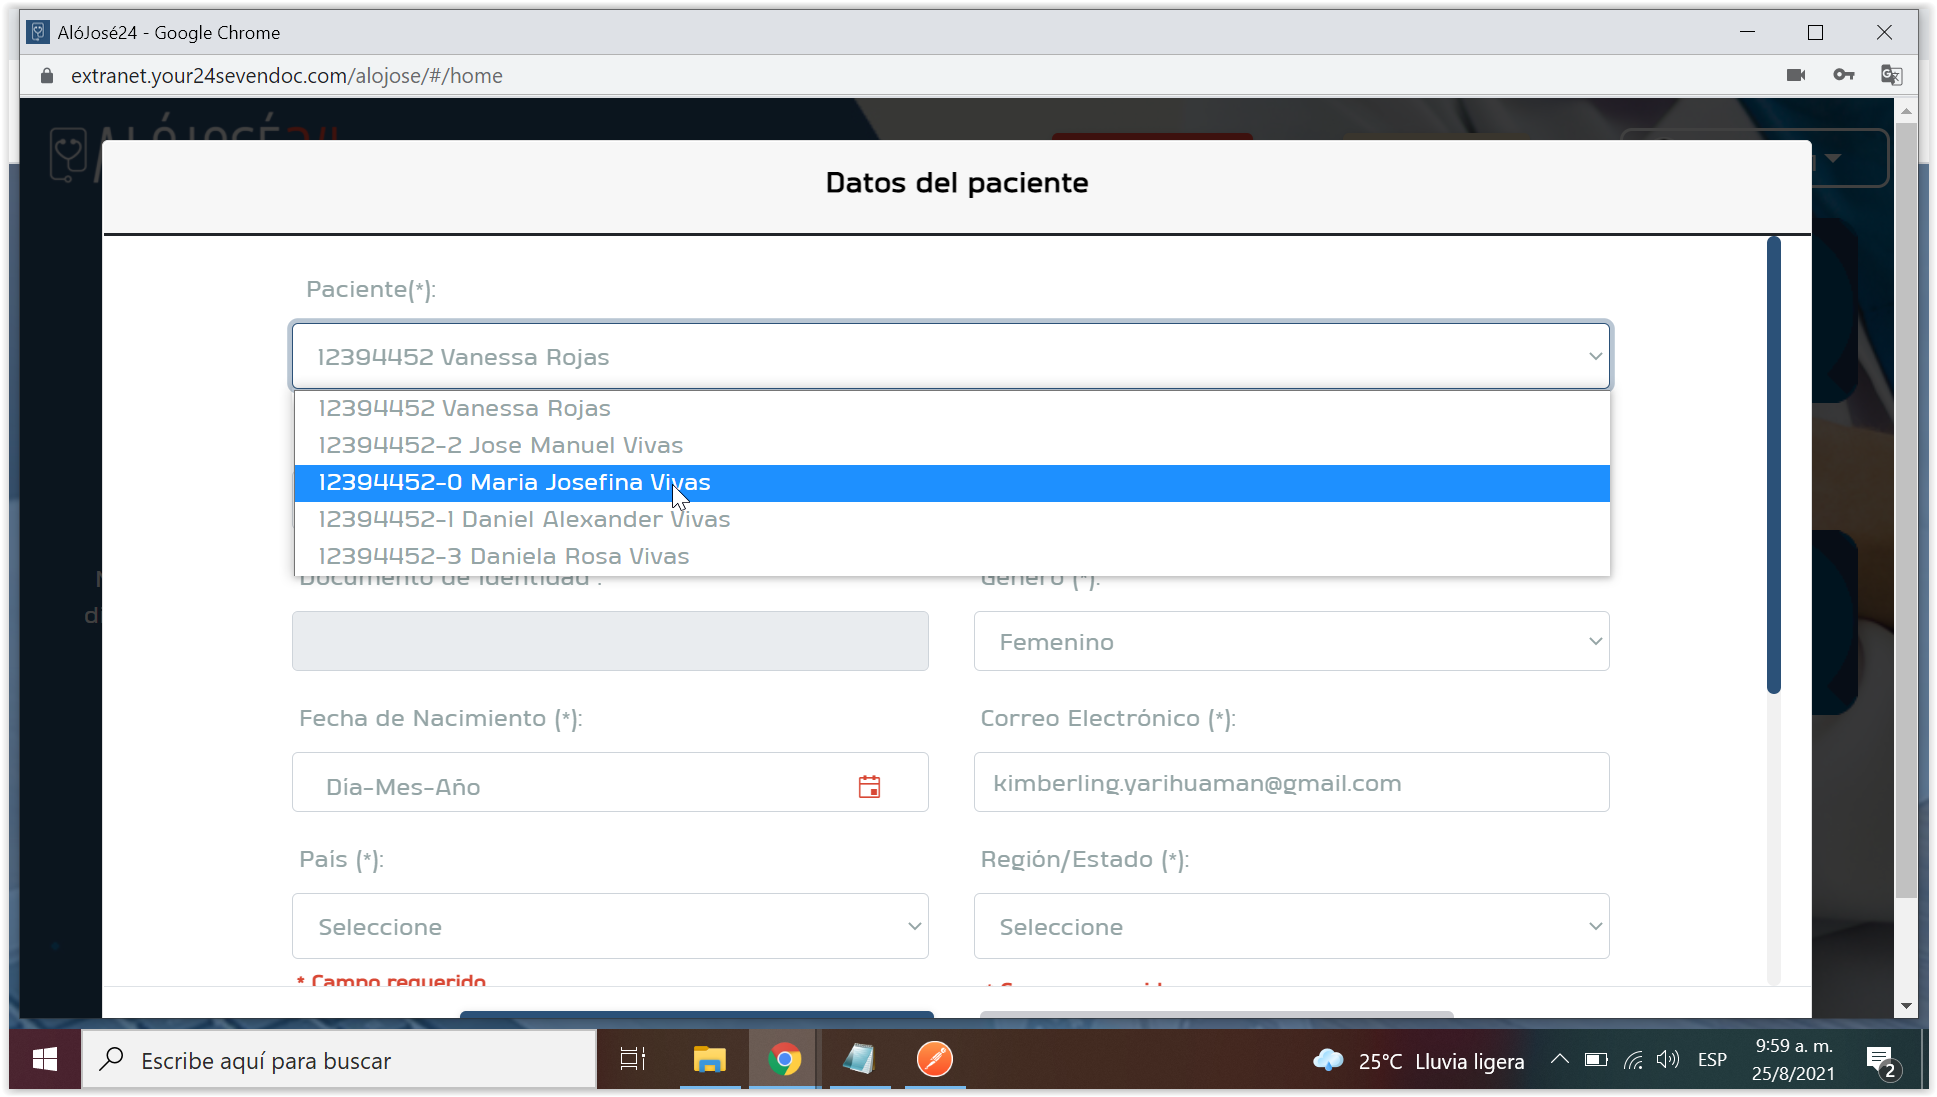 AlóJosé24 - Google Chrome
extranet.your24sevendoc.com/alojose/#/home
ALÓJOSÉ24
Datos del paciente
Paciente(*):
12394452 Vanessa Rojas
12394452 Vanessa Rojas
12394452-2 Jose Manuel Vivas
12394452-0 Maria Josefina Vivas
12394452-1 Daniel Alexander Vivas
12394452-3 Daniela Rosa Vivas
Documento de Identidad :
Género (*):
Femenino
Fecha de Nacimiento (*):
Correo Electrónico (*):
Día-Mes-Año
kimberling.yarihuaman@gmail.com
País (*):
Región/Estado (*):
Seleccione
Seleccione
* Campo requerido
Escribe aquí para buscar
25°C Lluvia ligera
ESP
9:59 a. m.
25/8/2021
2